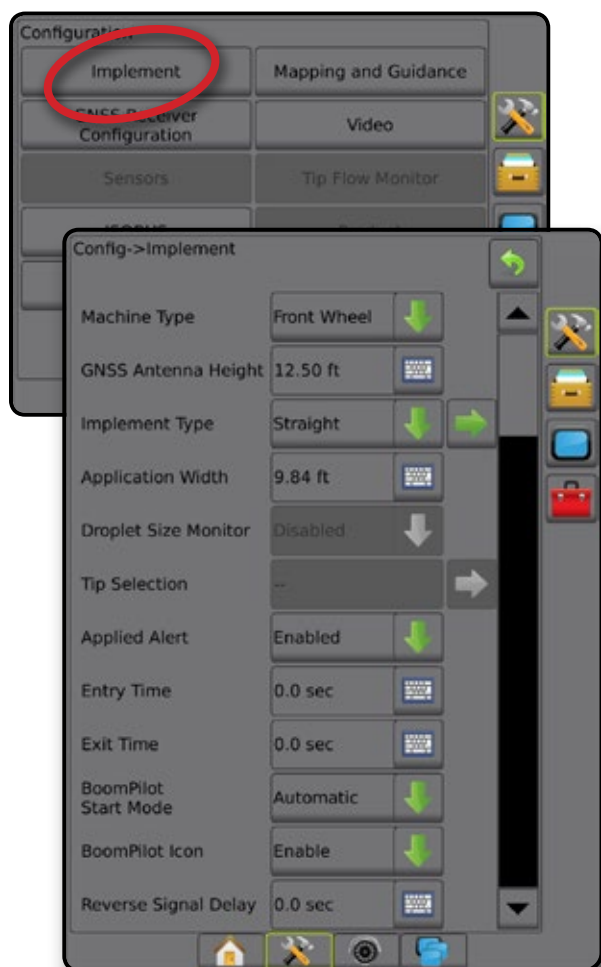 Configuration
Implement
Mapping and Guidance
GNSS Receiver
Configuration
Video
Sensors
Tip Flow Monitor
Config->Implement
Machine Type
Front Wheel
GNSS Antenna Height
12.50 ft
Implement Type
Straight
Application Width
9.84 ft
Droplet Size Monitor
Disabled
Tip Selection
--
Applied Alert
Enabled
Entry Time
0.0 sec
Exit Time
0.0 sec
BoomPilot
Start Mode
Automatic
BoomPilot Icon
Enable
Reverse Signal Delay
0.0 sec